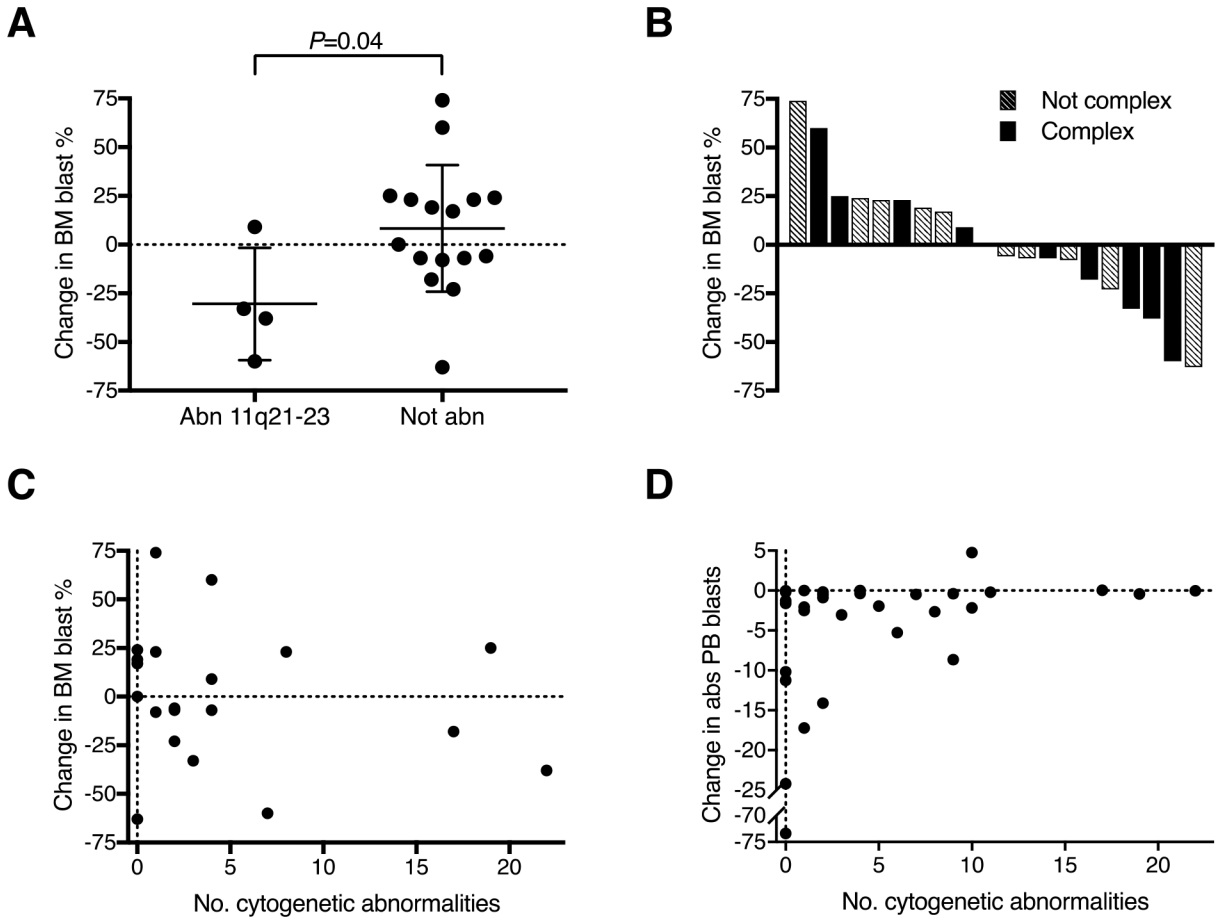 A
P=0.04
Change in BM blast %
75
50
25
0
-25
-50
-75
Abn 11q21-23
Not abn
B
Not complex
Complex
Change in BM blast %
75
50
25
0
-25
-50
-75
C
Change in BM blast %
75
50
25
0
-25
-50
-75
0
5
10
15
20
No. cytogenetic abnormalities
D
Change in abs PB blasts
5
0
-5
-10
-15
-20
-25
-70
-75
0
5
10
15
20
No. cytogenetic abnormalities